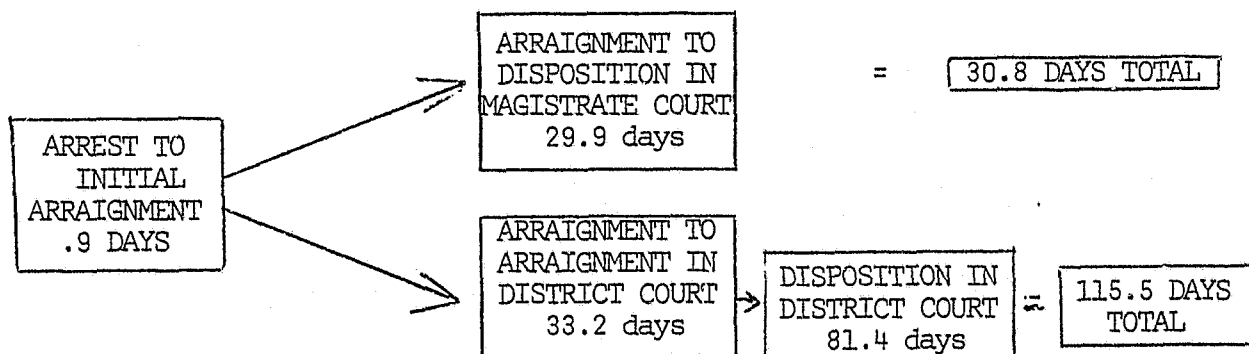 ARREST TO
INITIAL
ARRAIGNMENT
.9 DAYS
ARRAIGNMENT TO
DISPOSITION IN
MAGISTRATE COURT
29.9 days
=
30.8 DAYS TOTAL
ARRAIGNMENT TO
ARRAIGNMENT IN
DISTRICT COURT
33.2 days
DISPOSITION IN
DISTRICT COURT
81.4 days
=
115.5 DAYS
TOTAL